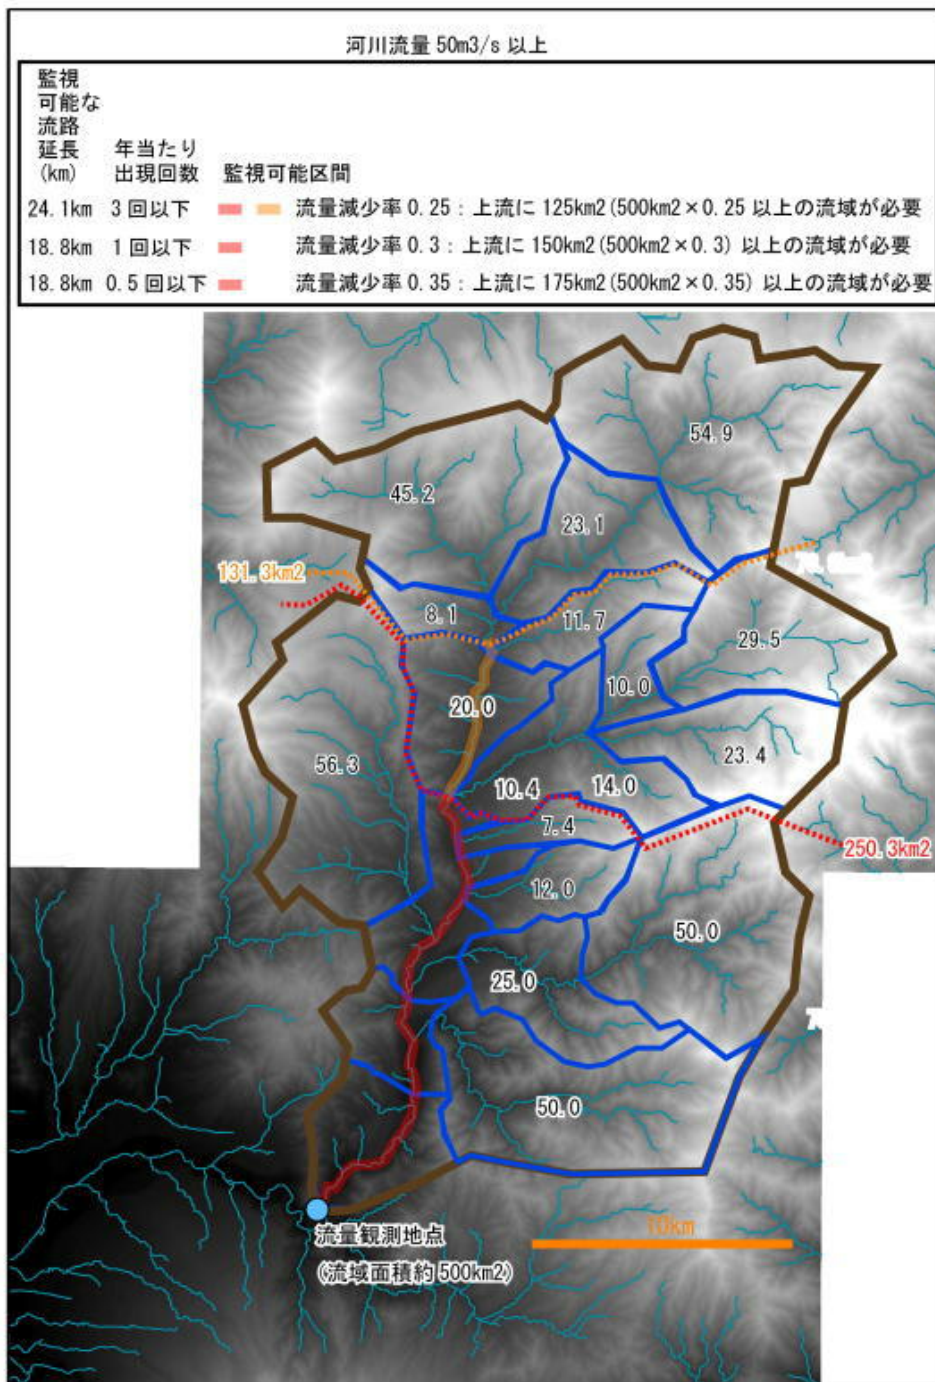 河川流量 50m3/s 以上
監視
可能な
流路
延長
(km)
年当たり
出現回数
監視可能区間
24.1km 3 回以下 流量減少率 0.25 : 上流に 125km2(500km2×0.25 以上の流域が必要
18.8km 1 回以下 流量減少率 0.3 : 上流に 150km2(500km2×0.3) 以上の流域が必要
18.8km 0.5 回以下 流量減少率 0.35 : 上流に 175km2(500km2×0.35) 以上の流域が必要
54.9
45.2
23.1
131.3km2
8.1
11.7
29.5
10.0
20.0
56.3
23.4
10.4
14.0
7.4
250.3km2
12.0
50.0
25.0
50.0
流量観測地点
(流域面積約 500km2)
10km